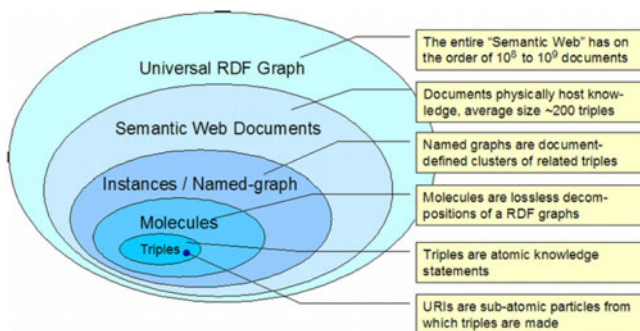 Universal RDF Graph
Semantic Web Documents
Instances / Named-graph
Molecules
Triples
The entire "Semantic Web" has on
the order of 10⁸ to 10⁹ documents
Documents physically host know-
ledge, average size ~200 triples
Named graphs are document-
defined clusters of related triples
Molecules are lossless decom-
positions of a RDF graphs
Triples are atomic knowledge
statements
URIs are sub-atomic particles from
which triples are made